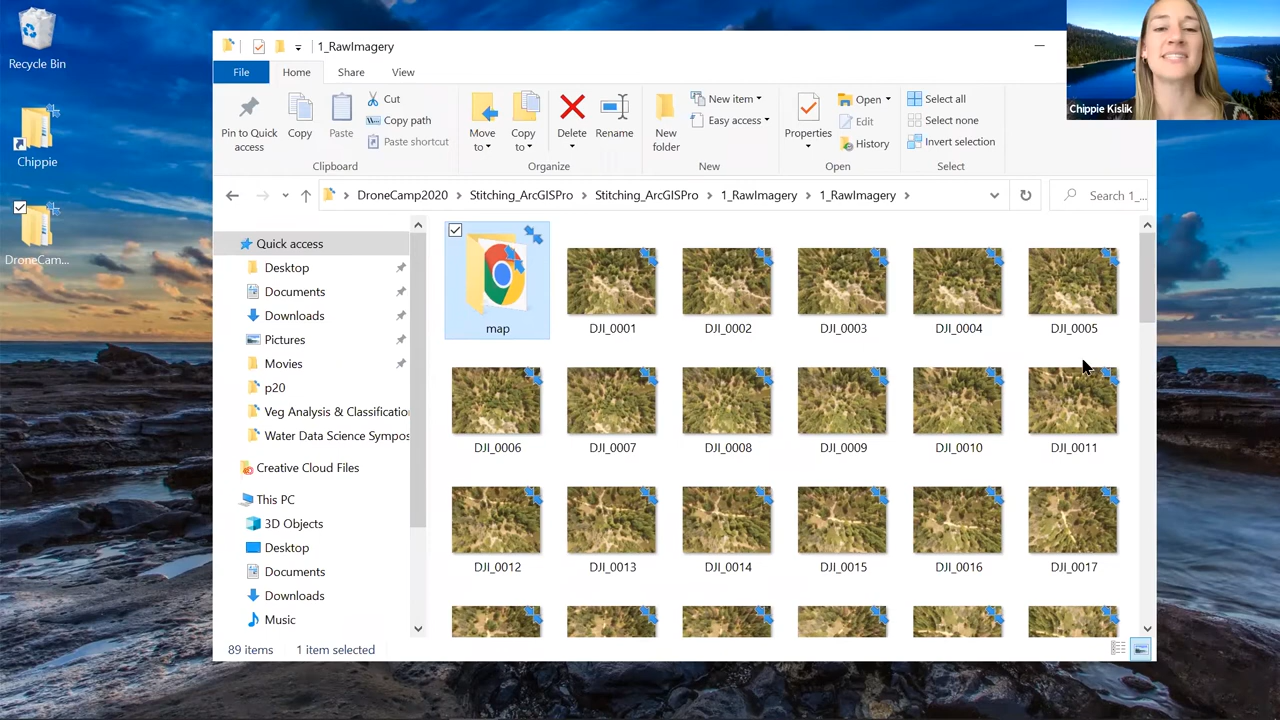 Recycle Bin
Chippie
DroneCam...
1_RawImagery
File
Home
Share
View
Pin to Quick
access
Copy
Paste
Cut
Copy path
Paste shortcut
Clipboard
Move
to
Copy
to
Delete
Rename
Organize
New
folder
New item
Easy access
New
Properties
Open
Edit
History
Open
Select all
Select none
Invert selection
Select
Chippie Kislik
DroneCamp2020
Stitching_ArcGISPro
Stitching_ArcGISPro
1_RawImagery
1_RawImagery
Search 1_...
Quick access
Desktop
Documents
Downloads
Pictures
Movies
p20
Veg Analysis & Classificatio
Water Data Science Sympos
Creative Cloud Files
This PC
3D Objects
Desktop
Documents
Downloads
Music
map
DJI_0001
DJI_0002
DJI_0003
DJI_0004
DJI_0005
DJI_0006
DJI_0007
DJI_0008
DJI_0009
DJI_0010
DJI_0011
DJI_0012
DJI_0013
DJI_0014
DJI_0015
DJI_0016
DJI_0017
89 items
1 item selected